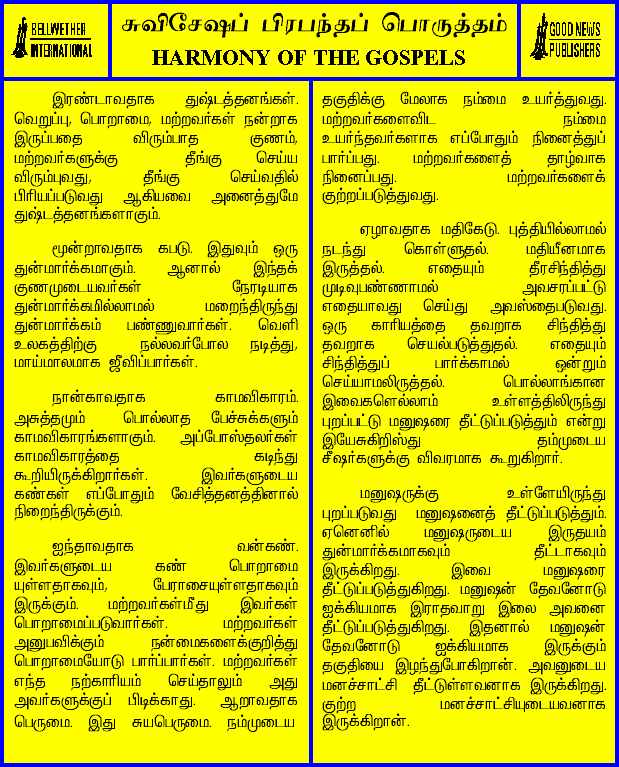 BELLWETHER
INTERNATIONAL
சுவிசேஷப் பிரபந்தப் பொருத்தம்
HARMONY OF THE GOSPELS
GOOD NEWS
PUBLISHERS
இரண்டாவதாக துஷ்டத்தனங்கள்.
வெறுப்பு, பொறாமை, மற்றவர்கள் நன்றாக
இருப்பதை விரும்பாத குணம்,
மற்றவர்களுக்கு தீங்கு செய்ய
விரும்புவது, தீங்கு செய்வதில்
பிரியப்படுவது ஆகியவை அனைத்துமே
துஷ்டத்தனங்களாகும்.
மூன்றாவதாக கபடு. இதுவும் ஒரு
துன்மார்க்கமாகும். ஆனால் இந்தக்
குணமுடையவர்கள் நேரடியாக
துன்மார்க்கமில்லாமல் மறைந்திருந்து
துன்மார்க்கம் பண்ணுவார்கள். வெளி
உலகத்திற்கு நல்லவர்போல நடித்து,
மாய்மாலமாக ஜீவிப்பார்கள்.
நான்காவதாக காமவிகாரம்.
அசுத்தமும் பொல்லாத பேச்சுக்களும்
காமவிகாரங்களாகும். அப்போஸ்தலர்கள்
காமவிகாரத்தை கடிந்து
கூறியிருக்கிறார்கள். இவர்களுடைய
கண்கள் எப்போதும் வேசித்தனத்தினால்
நிறைந்திருக்கும்.
ஐந்தாவதாக வன்கண்.
இவர்களுடைய கண் பொறாமை
யுள்ளதாகவும், பேராசையுள்ளதாகவும்
இருக்கும். மற்றவர்கள்மீது இவர்கள்
பொறாமைப்படுவார்கள். மற்றவர்கள்
அனுபவிக்கும் நன்மைகளைக்குறித்து
பொறாமையோடு பார்ப்பார்கள். மற்றவர்கள்
எந்த நற்காரியம் செய்தாலும் அது
அவர்களுக்குப் பிடிக்காது. ஆறாவதாக
பெருமை. இது சுயபெருமை. நம்முடைய
தகுதிக்கு மேலாக நம்மை உயர்த்துவது.
மற்றவர்களைவிட நம்மை
உயர்ந்தவர்களாக எப்போதும் நினைத்துப்
பார்ப்பது. மற்றவர்களைத் தாழ்வாக
நினைப்பது. மற்றவர்களைக்
குற்றப்படுத்துவது.
ஏழாவதாக மதிகேடு. புத்தியில்லாமல்
நடந்து கொள்ளுதல். மதியீனமாக
இருத்தல். எதையும் தீரசிந்தித்து
முடிவுபண்ணாமல் அவசரப்பட்டு
எதையாவது செய்து அவஸ்தைபடுவது.
ஒரு காரியத்தை தவறாக சிந்தித்து
தவறாக செயல்படுத்துதல். எதையும்
சிந்தித்துப் பார்க்காமல் ஒன்றும்
செய்யாமலிருத்தல். பொல்லாங்கான
இவைகளெல்லாம் உள்ளத்திலிருந்து
புறப்பட்டு மனுஷரை தீட்டுப்படுத்தும் என்று
இயேசுகிறிஸ்து தம்முடைய
சீஷர்களுக்கு விவரமாக கூறுகிறார்.
மனுஷருக்கு உள்ளேயிருந்து
புறப்படுவது மனுஷனைத் தீட்டுப்படுத்தும்.
ஏனெனில் மனுஷருடைய இருதயம்
துன்மார்க்கமாகவும் தீட்டாகவும்
இருக்கிறது. இவை மனுஷரை
தீட்டுப்படுத்துகிறது. மனுஷன் தேவனோடு
ஐக்கியமாக இராதவாறு இவை அவனை
தீட்டுப்படுத்துகிறது. இதனால் மனுஷன்
தேவனோடு ஐக்கியமாக இருக்கும்
தகுதியை இழந்துபோகிறான். அவனுடைய
மனச்சாட்சி தீட்டுள்ளவனாக இருக்கிறது.
குற்ற மனச்சாட்சியுடையவனாக
இருக்கிறான்.